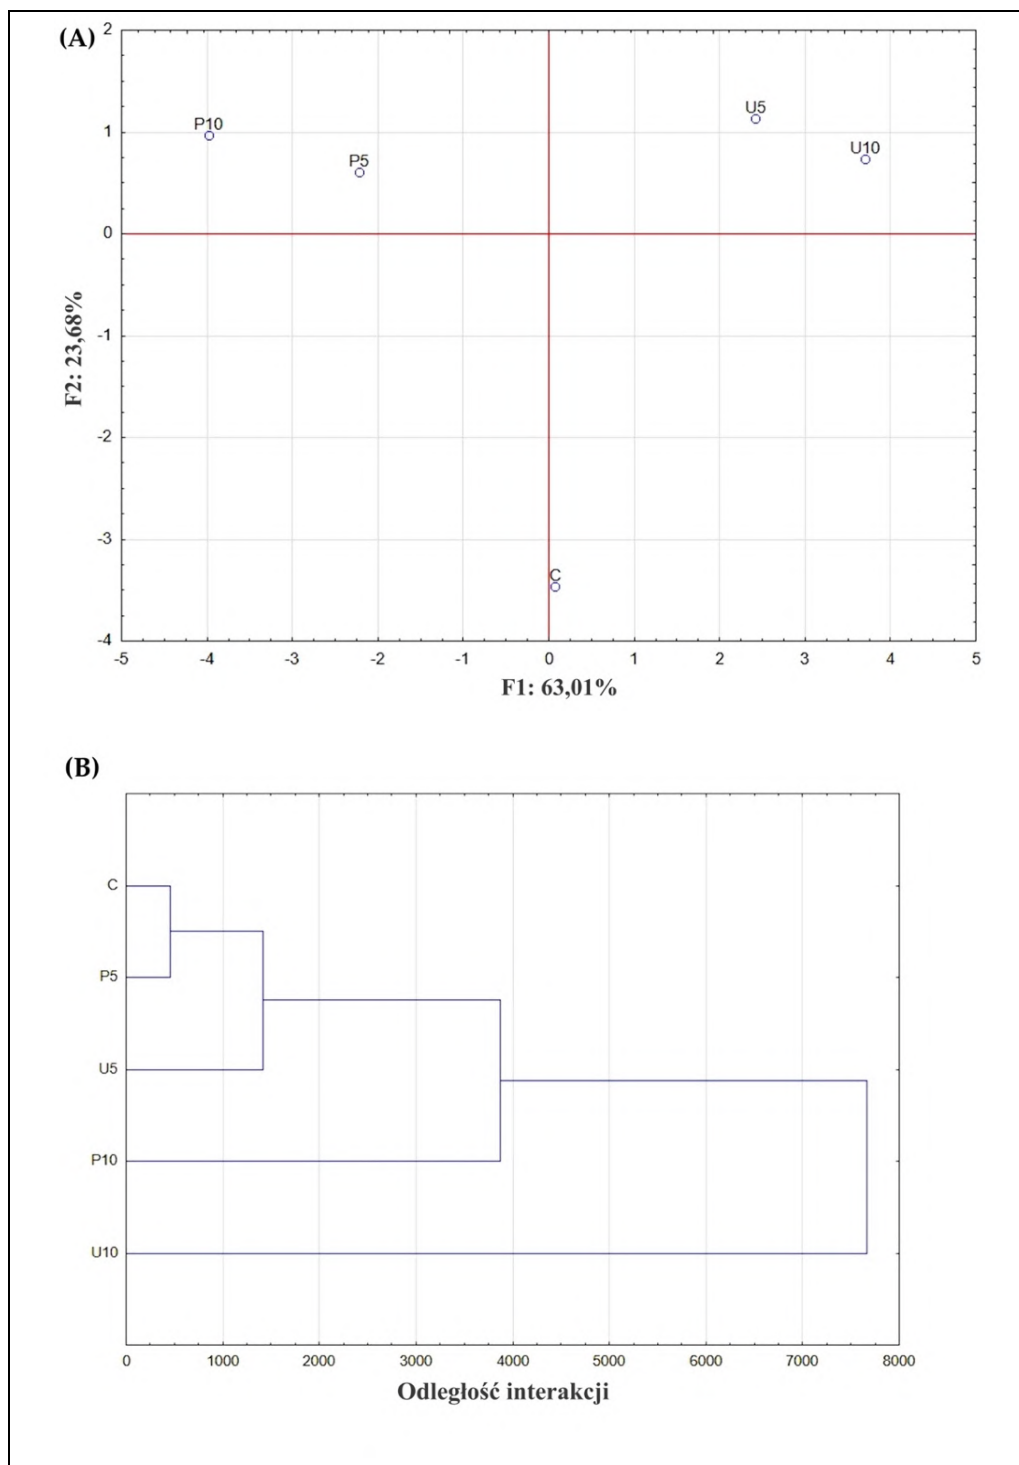 (A)
2
1
0
-1
-2
-3
-4
P10
P5
U5
U10
C
-5 -4 -3 -2 -1 0 1 2 3 4 5
F2: 23,68%
F1: 63,01%
(B)
C
P5
U5
P10
U10
0 1000 2000 3000 4000 5000 6000 7000 8000
Odległość interakcji